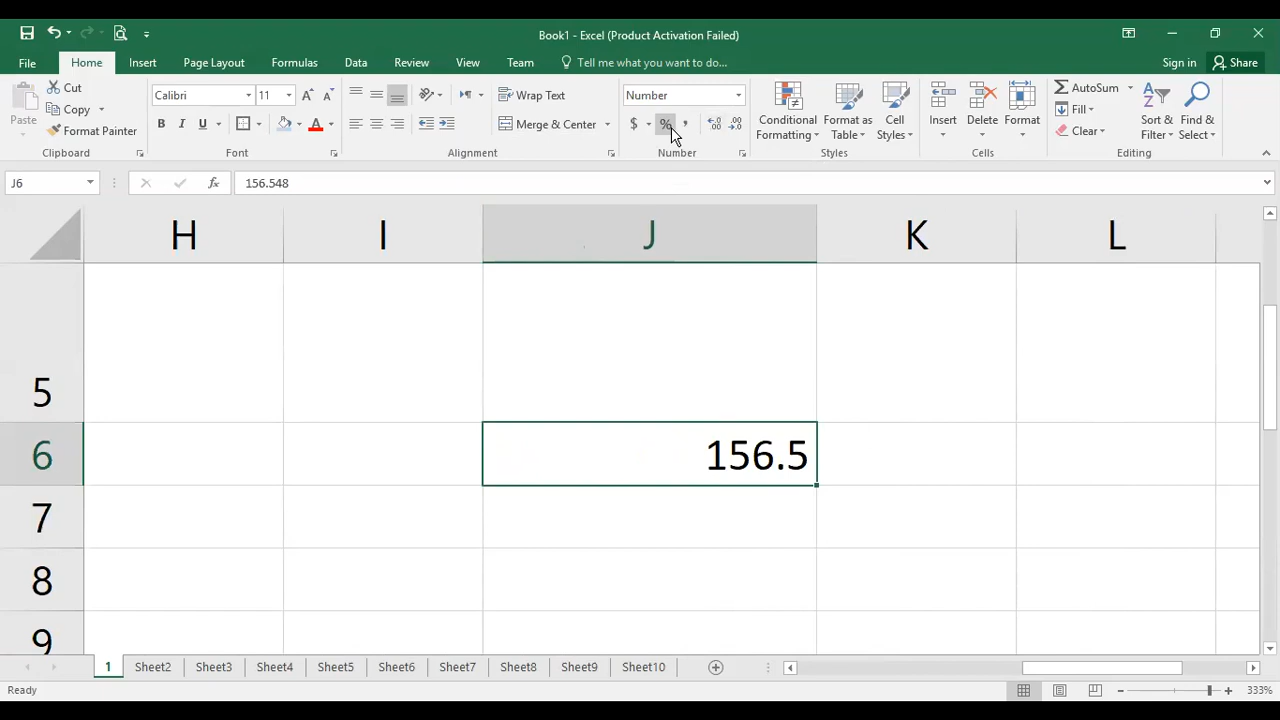 Book1 - Excel (Product Activation Failed)
File Home Insert Page Layout Formulas Data Review View Team Tell me what you want to do... Sign in Share
Cut
Copy
Format Painter
Paste
Clipboard
Calibri 11
B I U
Font
Wrap Text
Merge & Center
Alignment
Number
$ % ,
Number
Conditional Formatting
Format as Table
Cell Styles
Styles
Insert
Delete
Format
Cells
AutoSum
Fill
Clear
Sort & Filter
Find & Select
Editing
J6 fx 156.548
H I J K L
5
6 156.5
7
8
9
1 Sheet2 Sheet3 Sheet4 Sheet5 Sheet6 Sheet7 Sheet8 Sheet9 Sheet10
Ready 333%